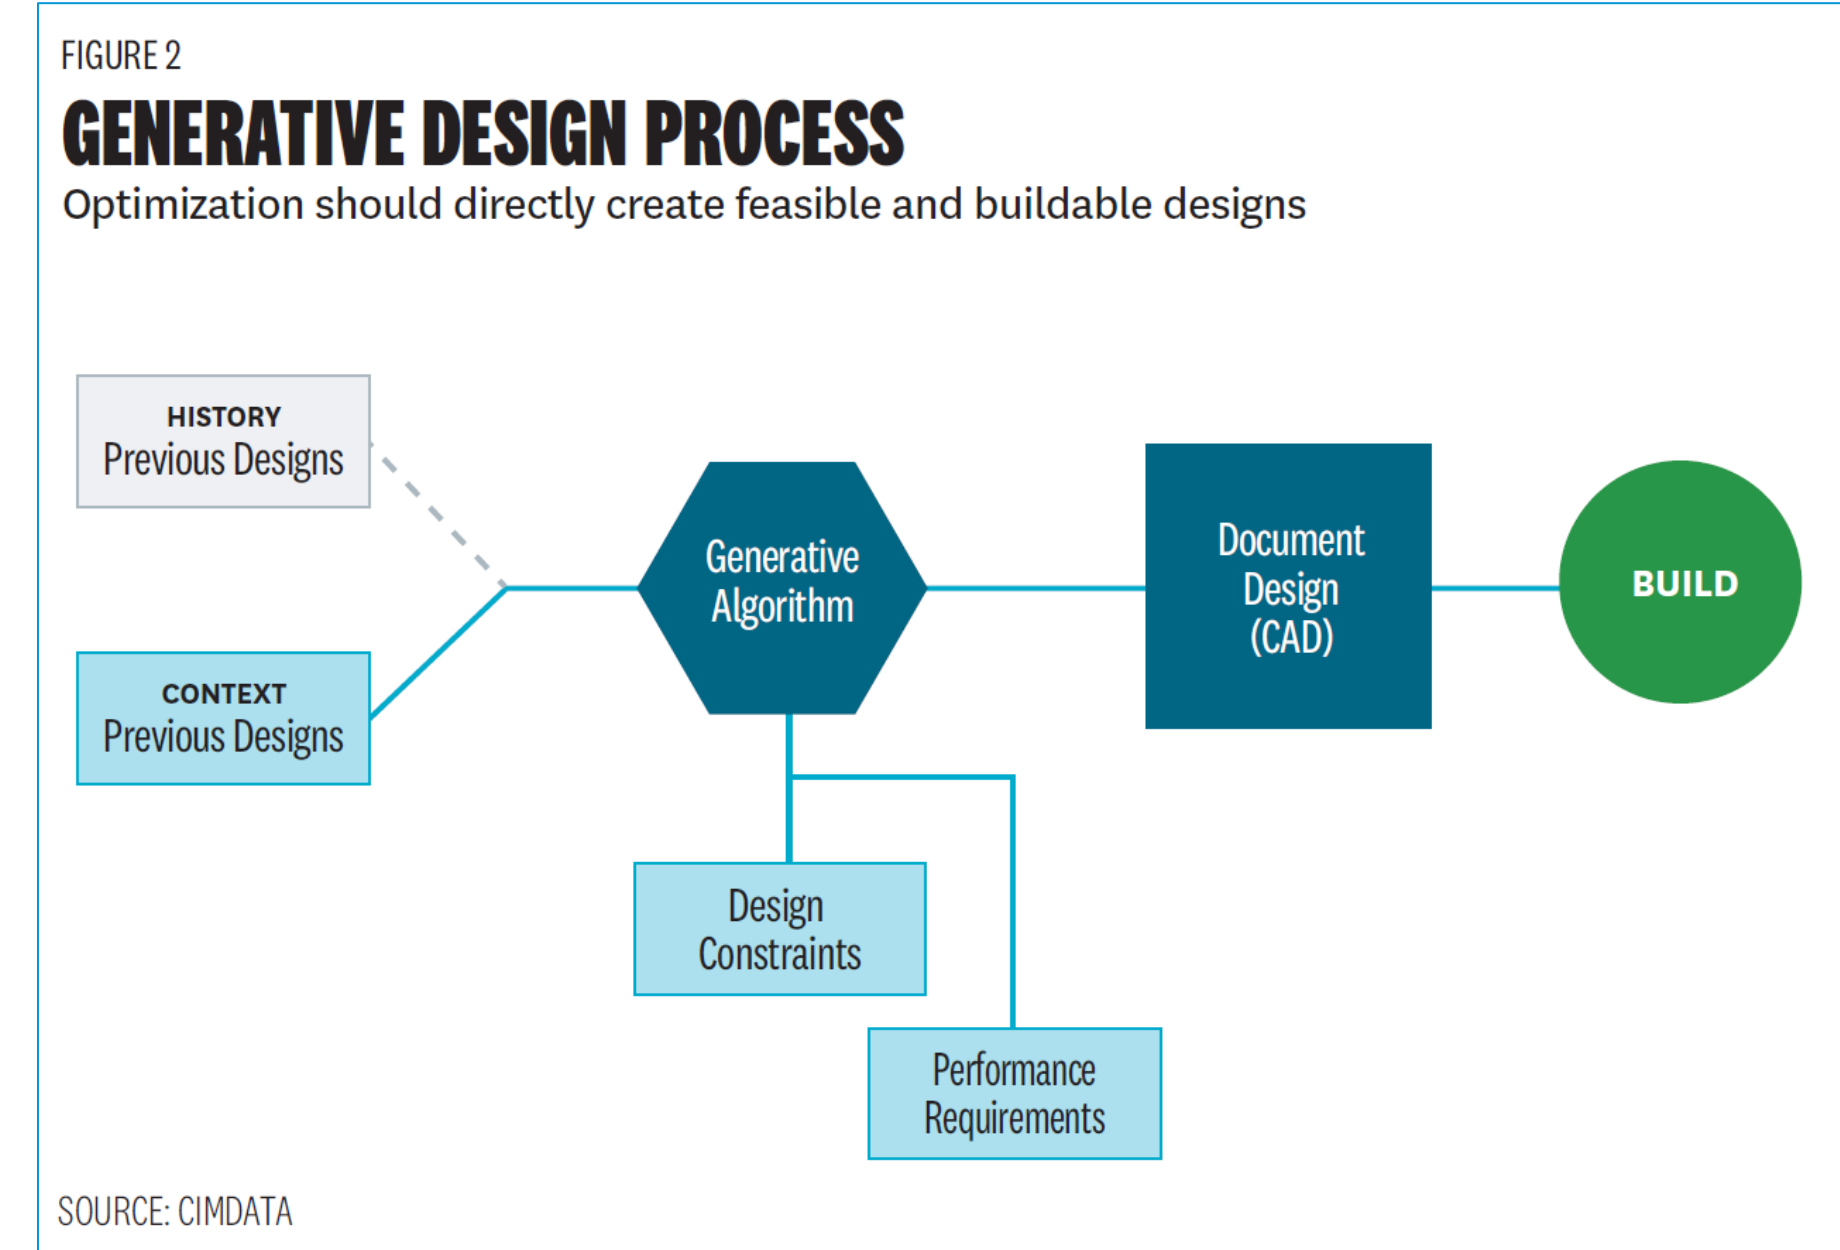 FIGURE 2
GENERATIVE DESIGN PROCESS
Optimization should directly create feasible and buildable designs
HISTORY
Previous Designs
CONTEXT
Previous Designs
Generative
Algorithm
Document
Design
(CAD)
BUILD
Design
Constraints
Performance
Requirements
SOURCE: CIMDATA